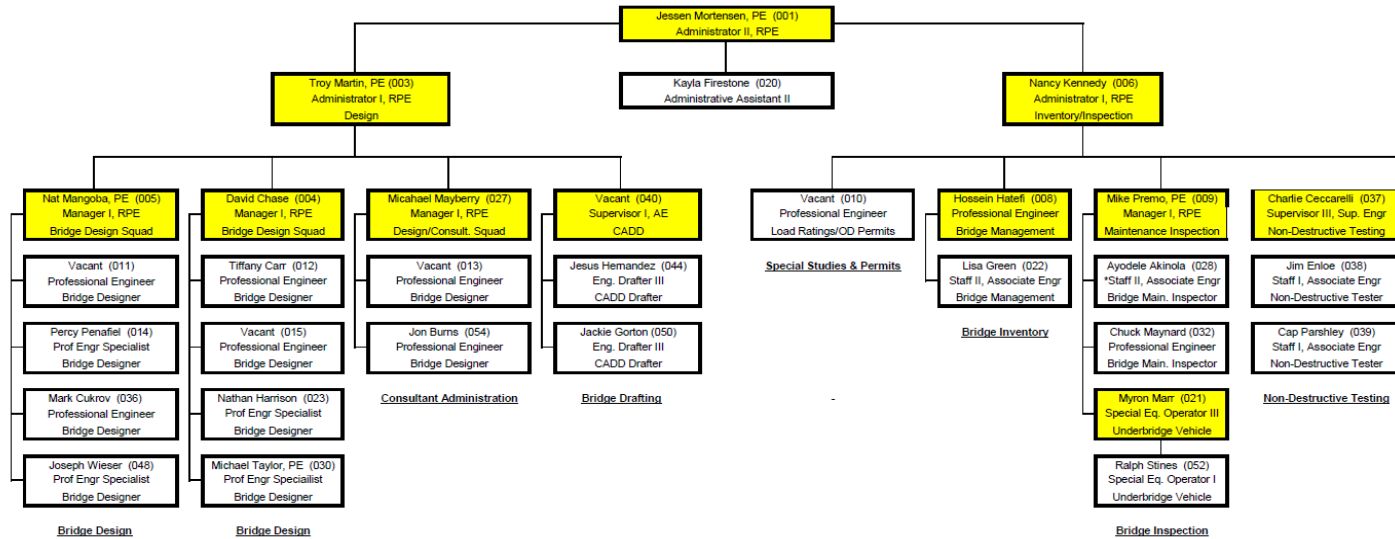 Jessen Mortensen, PE (001)
Administrator II, RPE
Troy Martin, PE (003)
Administrator I, RPE
Design
Kayla Firestone (020)
Administrative Assistant II
Nancy Kennedy (006)
Administrator I, RPE
Inventory/Inspection
Nat Mangoba, PE (005)
Manager I, RPE
Bridge Design Squad
Vacant (011)
Professional Engineer
Bridge Designer
Percy Penafiel (014)
Prof Engr Specialist
Bridge Designer
Mark Cukrov (036)
Professional Engineer
Bridge Designer
Joseph Wieser (048)
Prof Engr Specialist
Bridge Designer
Bridge Design
David Chase (004)
Manager I, RPE
Bridge Design Squad
Tiffany Carr (012)
Professional Engineer
Bridge Designer
Vacant (015)
Professional Engineer
Bridge Designer
Nathan Harrison (023)
Prof Engr Specialist
Bridge Designer
Michael Taylor, PE (030)
Prof Engr Speciailist
Bridge Designer
Bridge Design
Micahael Mayberry (027)
Manager I, RPE
Design/Consult. Squad
Vacant (013)
Professional Engineer
Bridge Designer
Jon Burns (054)
Professional Engineer
Bridge Designer
Consultant Administration
Vacant (040)
Supervisor I, AE
CADD
Jesus Hernandez (044)
Eng. Drafter III
CADD Drafter
Jackie Gorton (050)
Eng. Drafter III
CADD Drafter
Bridge Drafting
Vacant (010)
Professional Engineer
Load Ratings/OD Permits
Special Studies & Permits
-
Hossein Hatefi (008)
Professional Engineer
Bridge Management
Lisa Green (022)
Staff II, Associate Engr
Bridge Management
Bridge Inventory
Mike Premo, PE (009)
Manager I, RPE
Maintenance Inspection
Ayodele Akinola (028)
*Staff II, Associate Engr
Bridge Main. Inspector
Chuck Maynard (032)
Professional Engineer
Bridge Main. Inspector
Myron Marr (021)
Special Eq. Operator III
Underbridge Vehicle
Ralph Stines (052)
Special Eq. Operator I
Underbridge Vehicle
Bridge Inspection
Charlie Ceccarelli (037)
Supervisor III, Sup. Engr
Non-Destructive Testing
Jim Enloe (038)
Staff I, Associate Engr
Non-Destructive Tester
Cap Parshley (039)
Staff I, Associate Engr
Non-Destructive Tester
Non-Destructive Testing